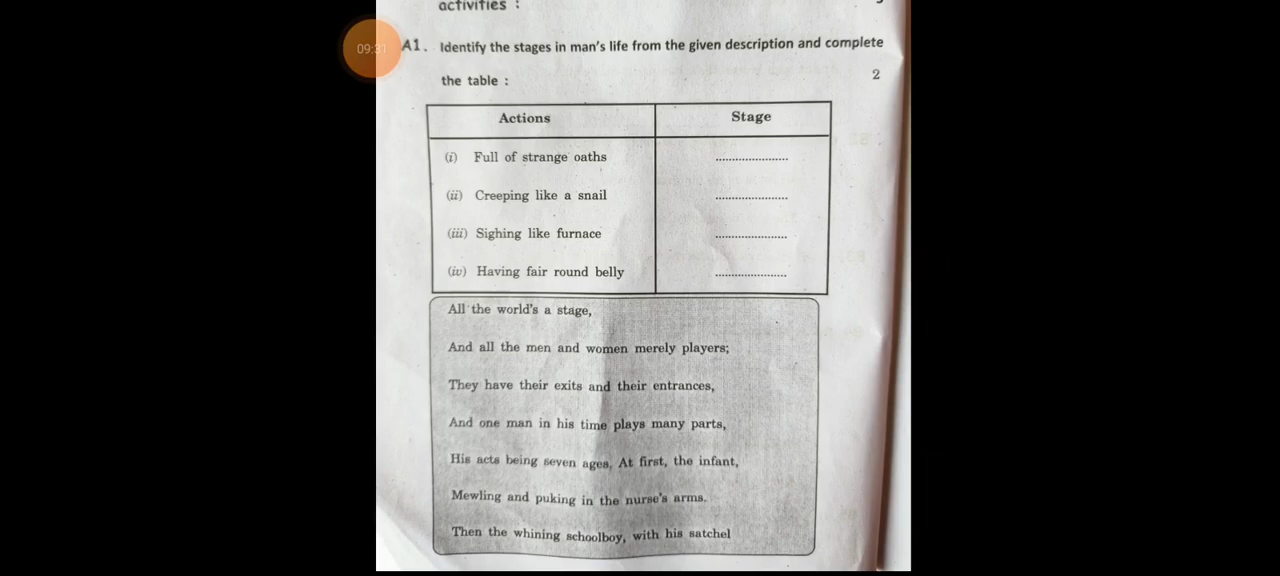 activities :
09:31
A1. Identify the stages in man's life from the given description and complete
the table :
2
Actions Stage
(i) Full of strange oaths ......................
(ii) Creeping like a snail ......................
(iii) Sighing like furnace ......................
(iv) Having fair round belly ......................
All the world's a stage,
And all the men and women merely players;
They have their exits and their entrances,
And one man in his time plays many parts,
His acts being seven ages. At first, the infant,
Mewling and puking in the nurse's arms.
Then the whining schoolboy, with his satchel